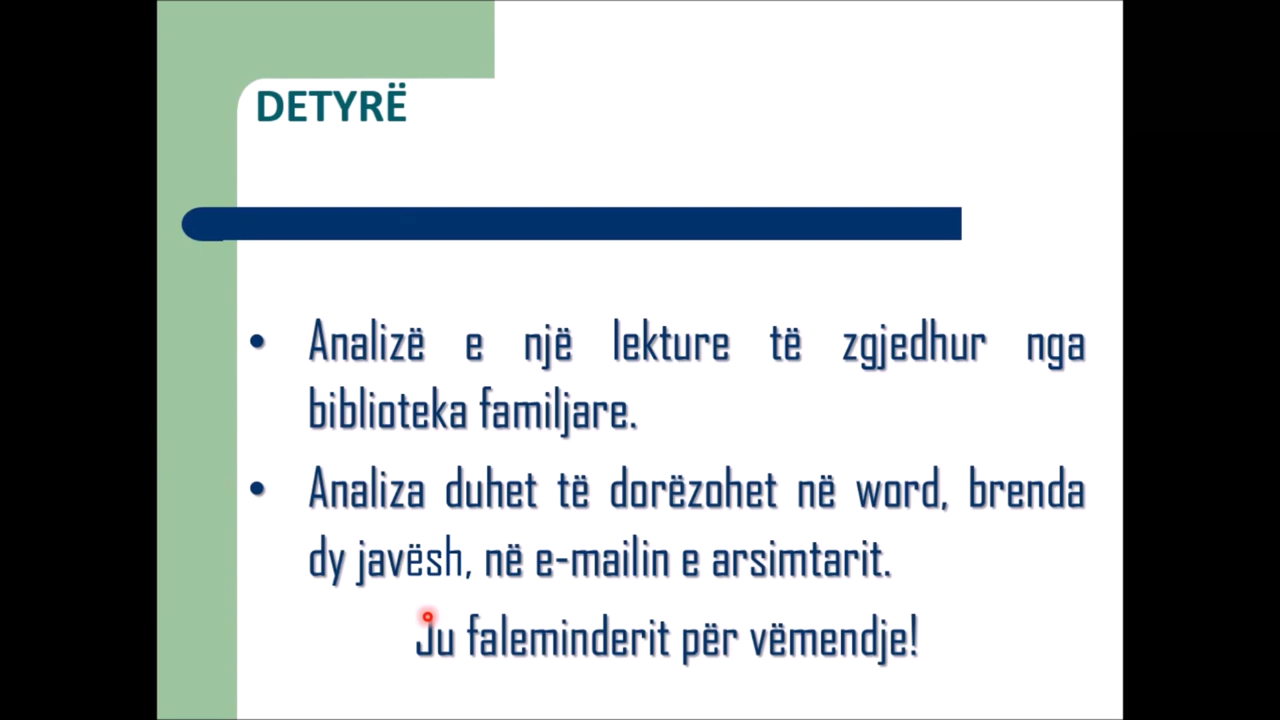 DETYRË
• Analizë e një lekture të zgjedhur nga
biblioteka familjare.
• Analiza duhet të dorëzohet në word, brenda
dy javësh, në e-mailin e arsimtarit.
Ju faleminderit për vëmendje!